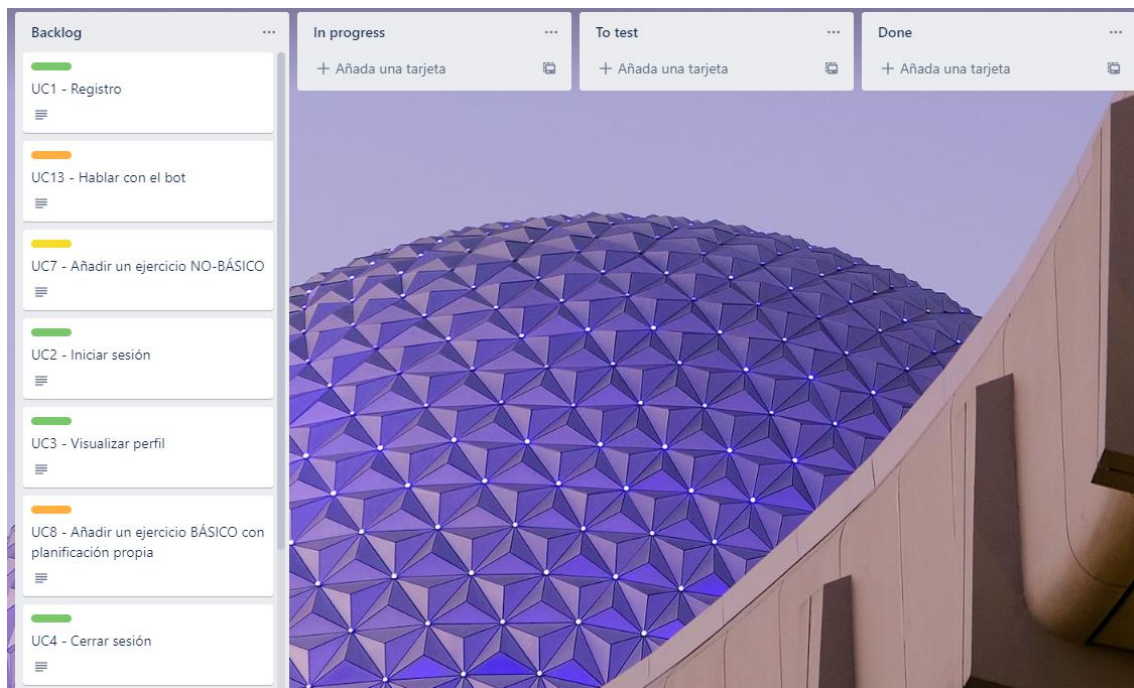 Backlog
In progress
To test
Done
UC1 - Registro
UC13 - Hablar con el bot
UC7 - Añadir un ejercicio NO-BÁSICO
UC2 - Iniciar sesión
UC3 - Visualizar perfil
UC8 - Añadir un ejercicio BÁSICO con
planificación propia
UC4 - Cerrar sesión
+ Añada una tarjeta
+ Añada una tarjeta
+ Añada una tarjeta